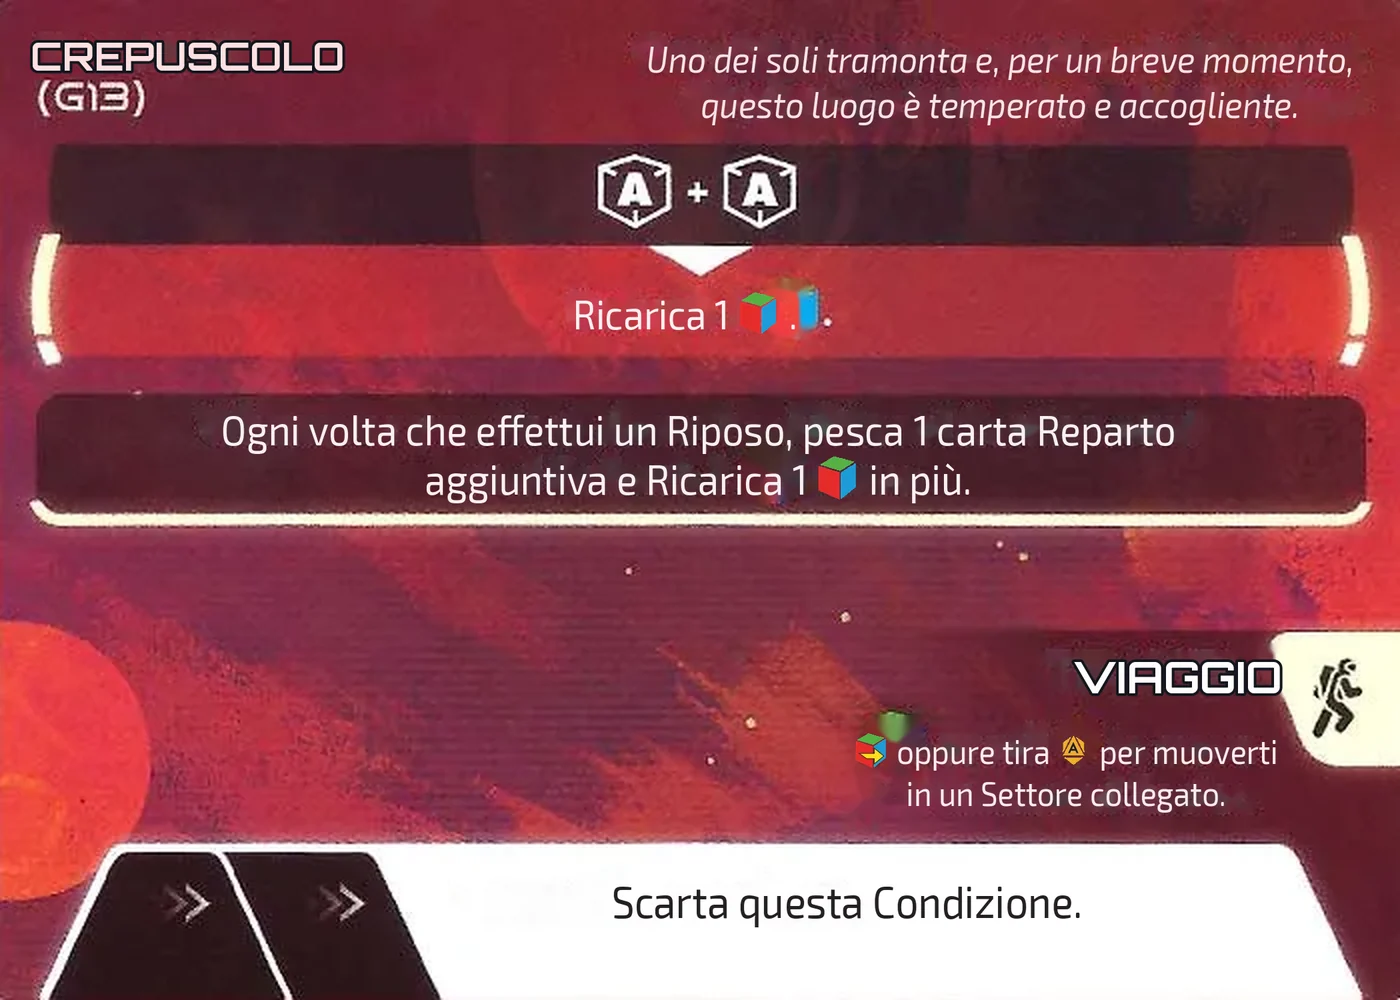 CREPUSCOLO
(G13)
Uno dei soli tramonta e, per un breve momento,
questo luogo è temperato e accogliente.
A + A
Ricarica 1 . .
Ogni volta che effettui un Riposo, pesca 1 carta Reparto
aggiuntiva e Ricarica 1 in più.
VIAGGIO
oppure tira A per muoverti
in un Settore collegato.
Scarta questa Condizione.